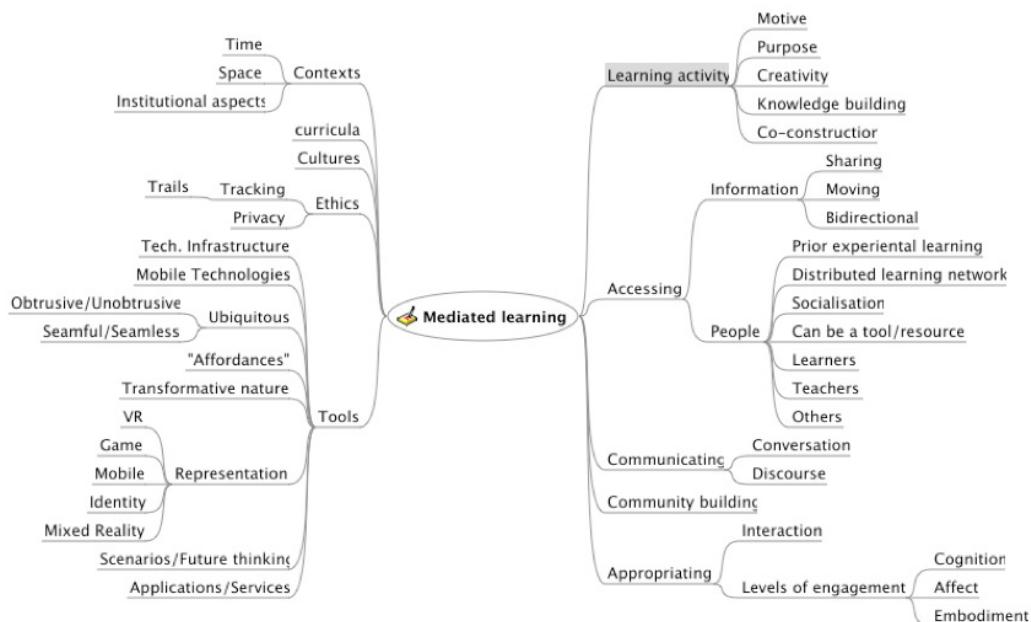 Mediated learning
Contexts
Time
Space
Institutional aspects
curricula
Cultures
Ethics
Tracking
Trails
Privacy
Tools
Tech. Infrastructure
Mobile Technologies
Ubiquitous
Obtrusive/Unobtrusive
Seamful/Seamless
"Affordances"
Transformative nature
Representation
VR
Game
Mobile
Identity
Mixed Reality
Scenarios/Future thinking
Applications/Services
Learning activity
Motive
Purpose
Creativity
Knowledge building
Co-construction
Accessing
Information
Sharing
Moving
Bidirectional
People
Prior experiental learning
Distributed learning network
Socialisation
Can be a tool/resource
Learners
Teachers
Others
Communicating
Conversation
Discourse
Community building
Appropriating
Interaction
Levels of engagement
Cognition
Affect
Embodiment